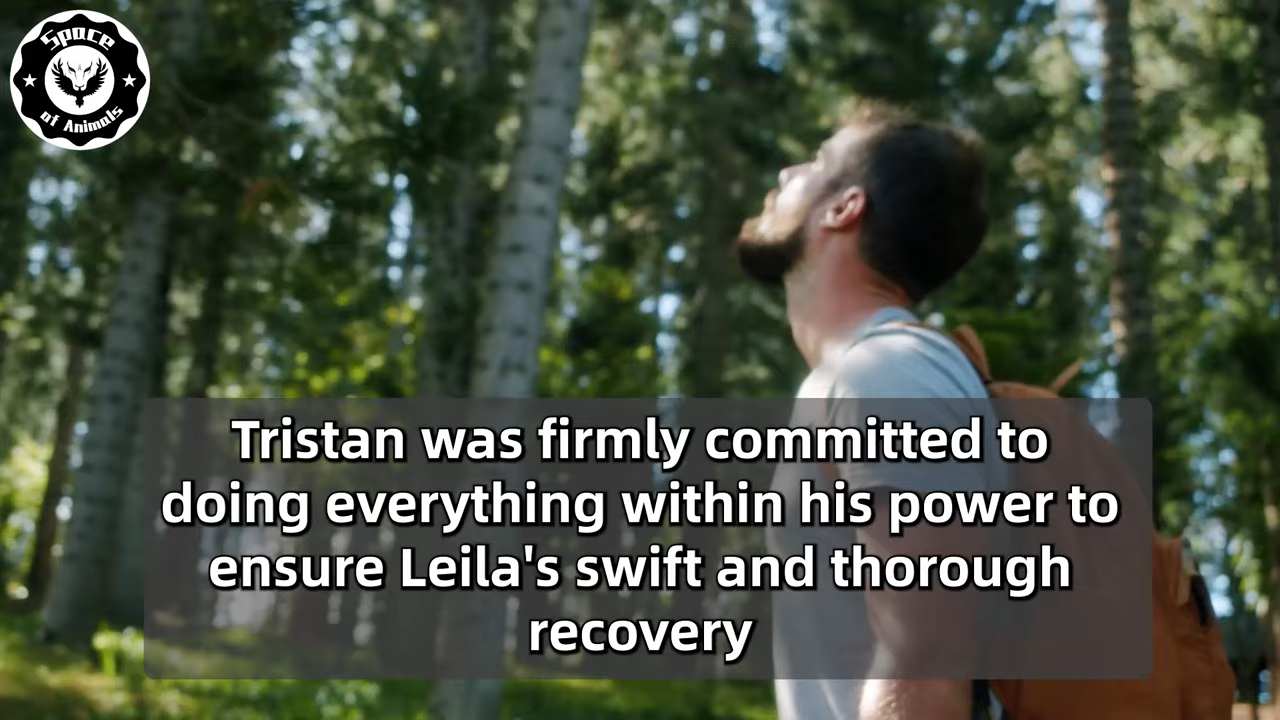 Space
of Animals
Tristan was firmly committed to
doing everything within his power to
ensure Leila's swift and thorough
recovery